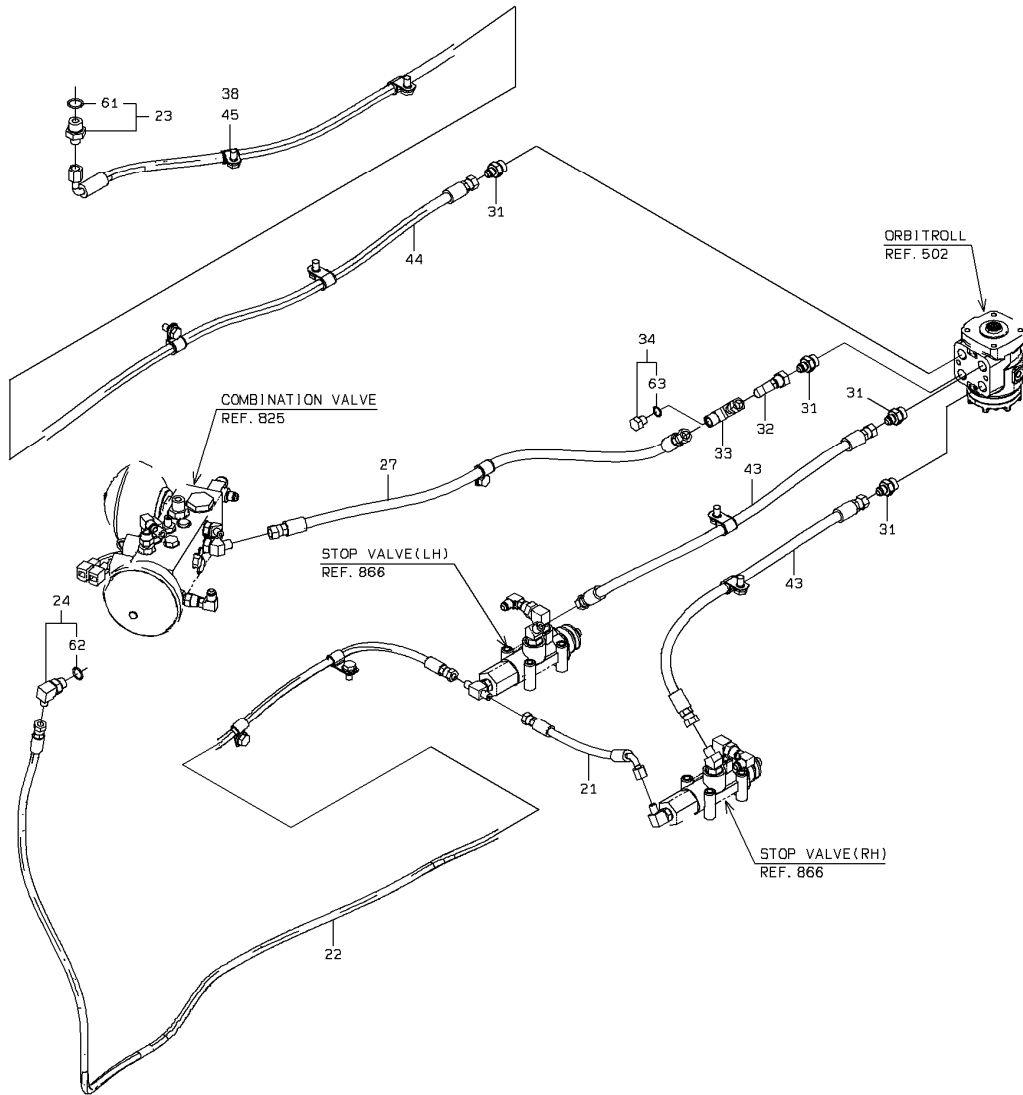 61
23
38
45
31
44
ORBITROLL
REF. 502
34
63
31
31
32
33
COMBINATION VALVE
REF. 825
27
43
31
STOP VALVE(LH)
REF. 866
43
24
62
21
STOP VALVE(RH)
REF. 866
22